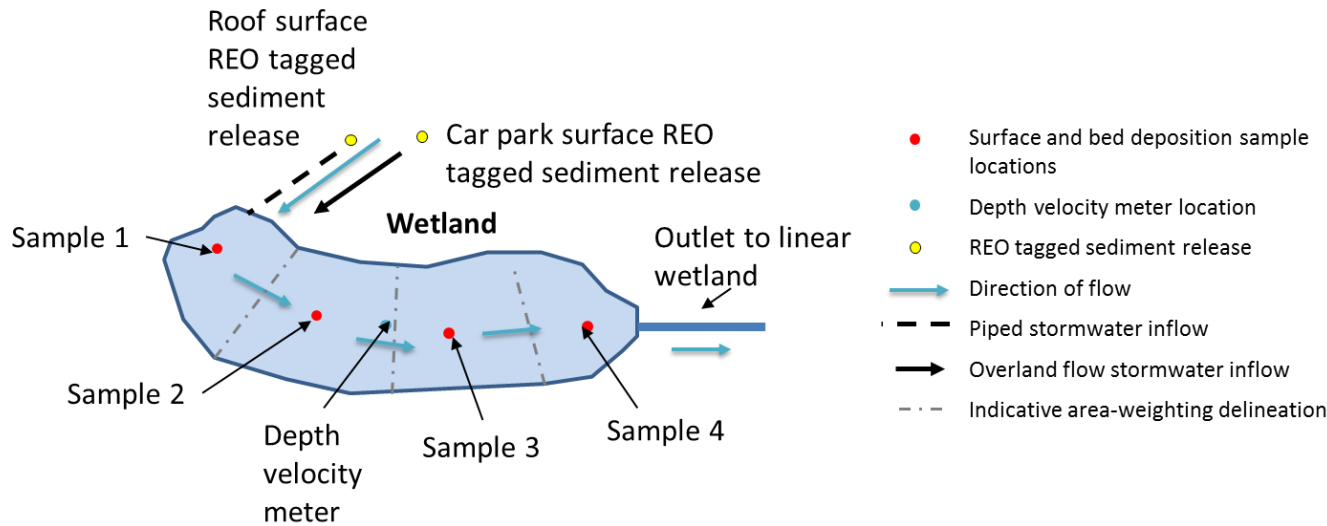 Roof surface
REO tagged
sediment
release
Car park surface REO
tagged sediment release
Wetland
Sample 1
Outlet to linear
wetland
Sample 2
Depth
velocity
meter
Sample 3
Sample 4
Surface and bed deposition sample
locations
Depth velocity meter location
REO tagged sediment release
Direction of flow
Piped stormwater inflow
Overland flow stormwater inflow
Indicative area-weighting delineation